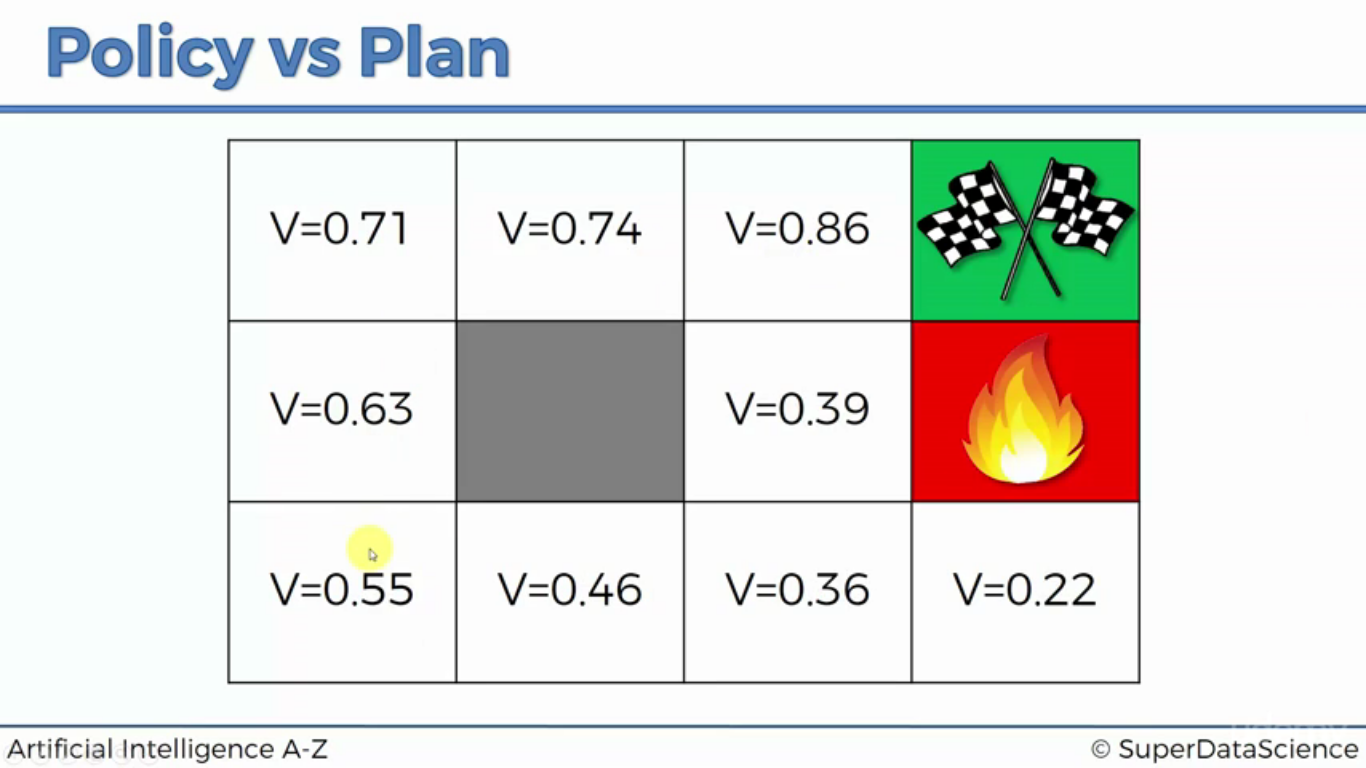 Policy vs Plan
V=0.71 V=0.74 V=0.86
V=0.63 V=0.39
V=0.55 V=0.46 V=0.36 V=0.22
Artificial Intelligence A-Z © SuperDataScience